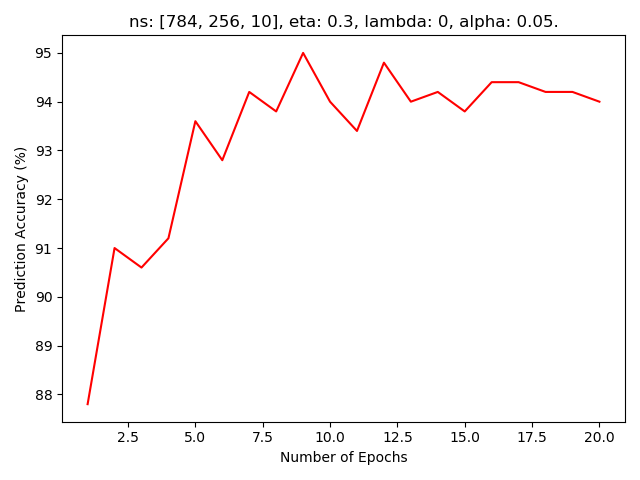 ns: [784, 256, 10], eta: 0.3, lambda: 0, alpha: 0.05.
95
94
93
92
91
90
89
88
Prediction Accuracy (%)
2.5 5.0 7.5 10.0 12.5 15.0 17.5 20.0
Number of Epochs